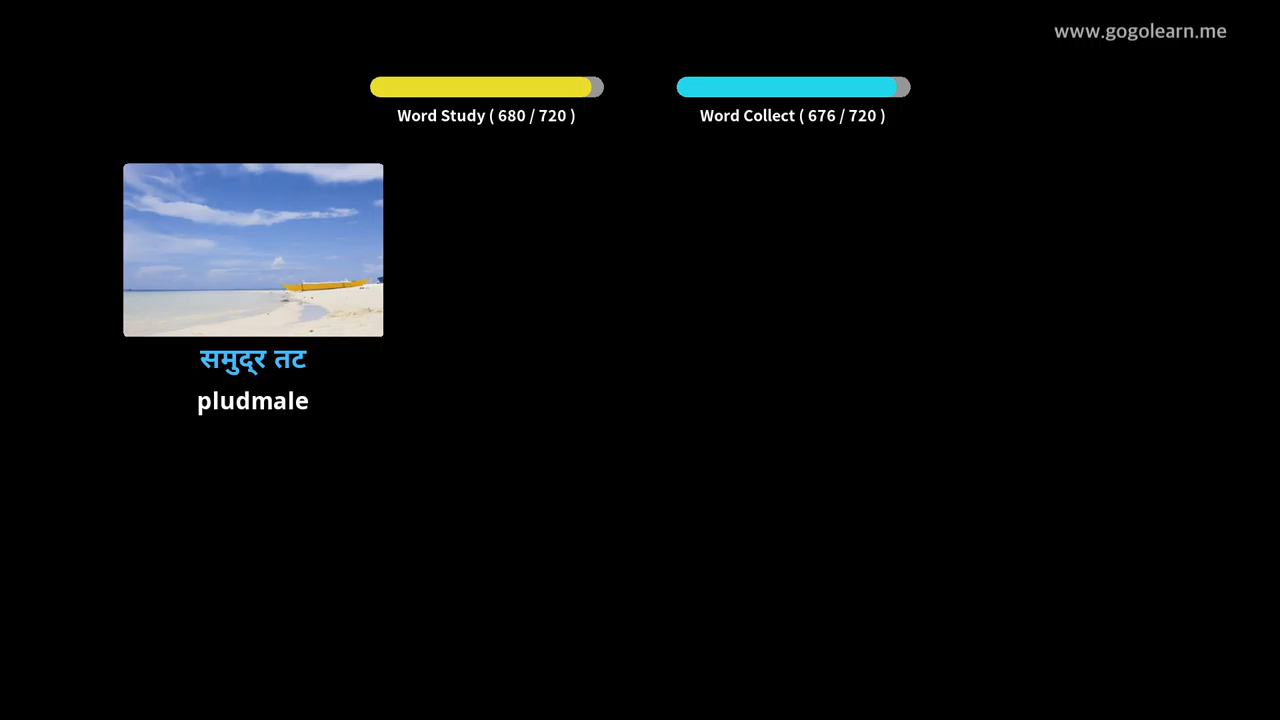 www.gogolearn.me
Word Study ( 680 / 720 )
Word Collect ( 676 / 720 )
समुद्र तट
pludmale